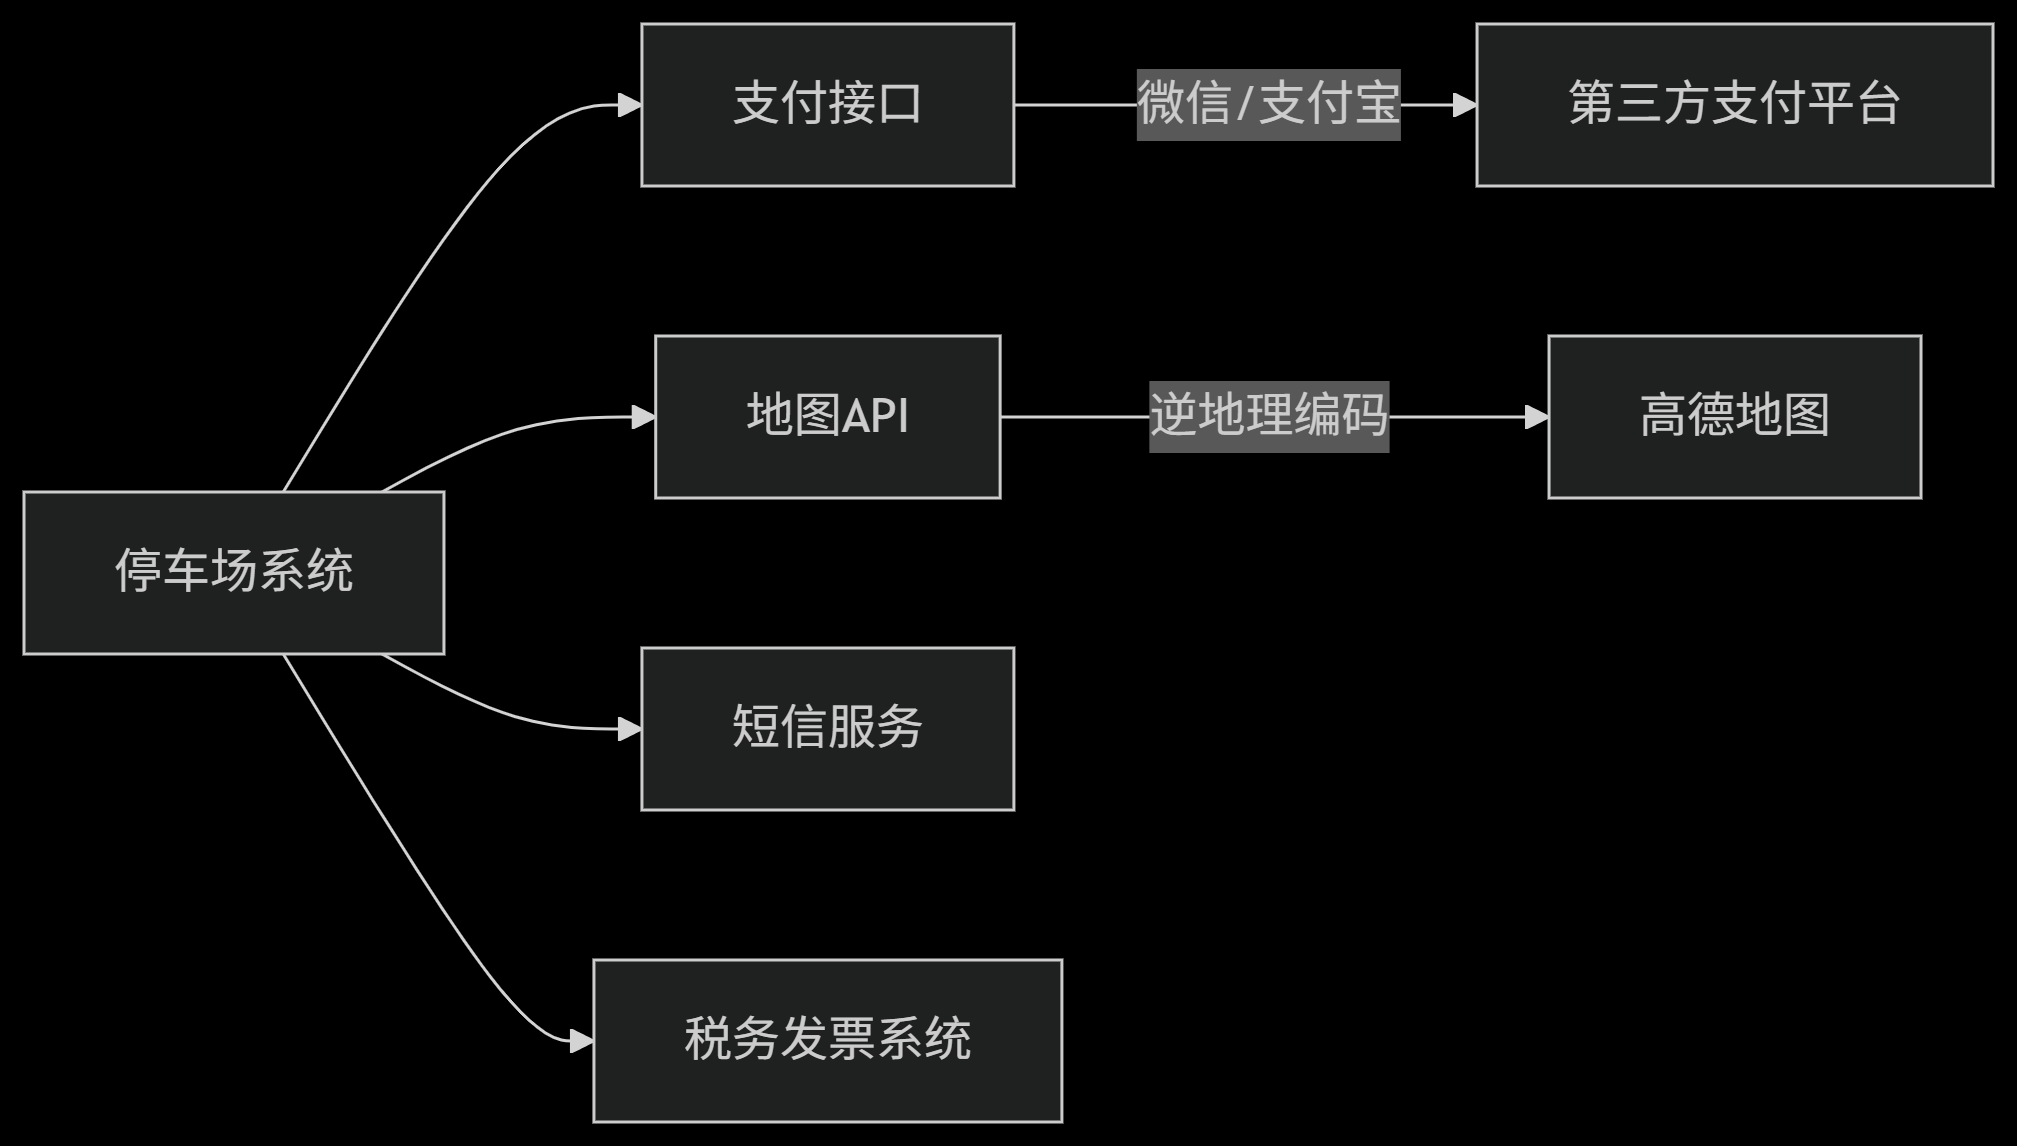 支付接口
微信/支付宝
第三方支付平台
地图API
逆地理编码
高德地图
停车场系统
短信服务
税务发票系统